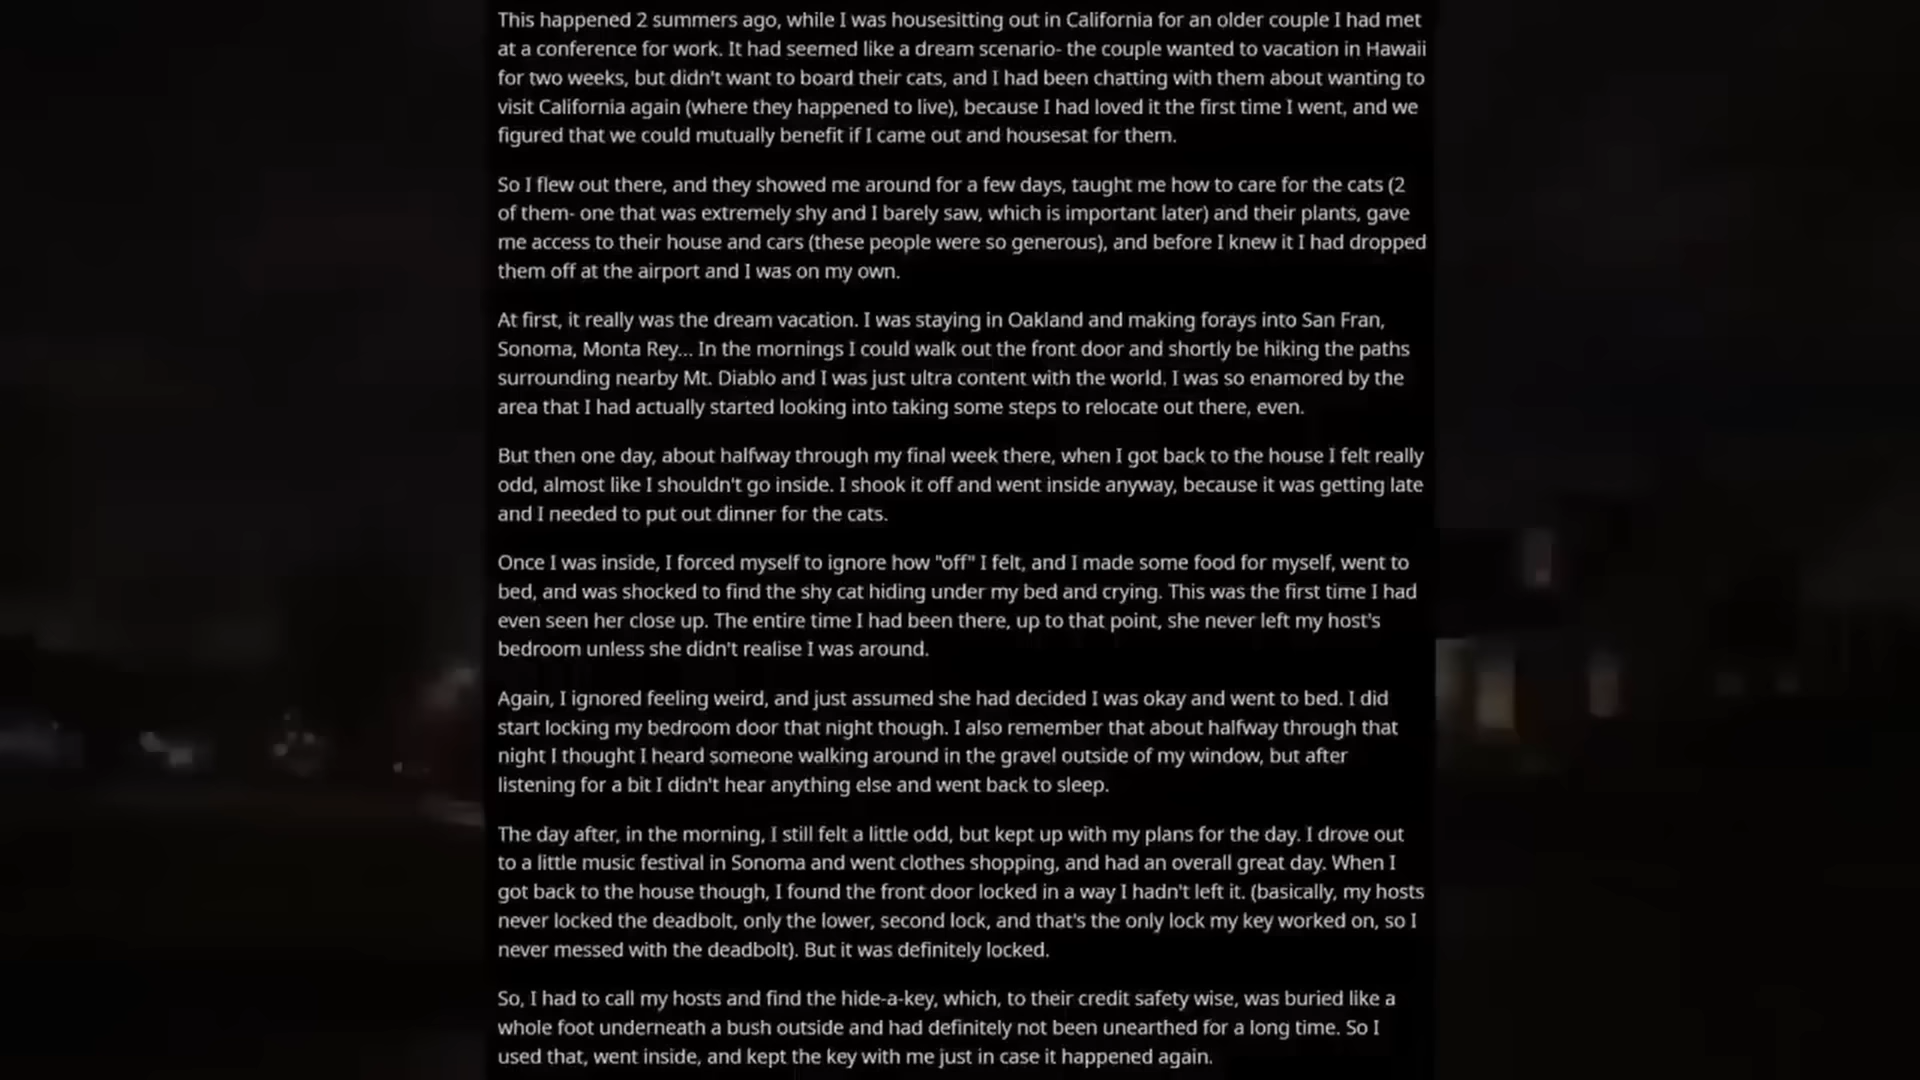 This happened 2 summers ago, while I was housesitting out in California for an older couple I had met
at a conference for work. It had seemed like a dream scenario- the couple wanted to vacation in Hawaii
for two weeks, but didn't want to board their cats, and I had been chatting with them about wanting to
visit California again (where they happened to live), because I had loved it the first time I went, and we
figured that we could mutually benefit if I came out and housesat for them.
So I flew out there, and they showed me around for a few days, taught me how to care for the cats (2
of them- one that was extremely shy and I barely saw, which is important later) and their plants, gave
me access to their house and cars (these people were so generous), and before I knew it I had dropped
them off at the airport and I was on my own.
At first, it really was the dream vacation. I was staying in Oakland and making forays into San Fran,
Sonoma, Monta Rey... In the mornings I could walk out the front door and shortly be hiking the paths
surrounding nearby Mt. Diablo and I was just ultra content with the world. I was so enamored by the
area that I had actually started looking into taking some steps to relocate out there, even.
But then one day, about halfway through my final week there, when I got back to the house I felt really
odd, almost like I shouldn't go inside. I shook it off and went inside anyway, because it was getting late
and I needed to put out dinner for the cats.
Once I was inside, I forced myself to ignore how "off" I felt, and I made some food for myself, went to
bed, and was shocked to find the shy cat hiding under my bed and crying. This was the first time I had
even seen her close up. The entire time I had been there, up to that point, she never left my host's
bedroom unless she didn't realise I was around.
Again, I ignored feeling weird, and just assumed she had decided I was okay and went to bed. I did
start locking my bedroom door that night though. I also remember that about halfway through that
night I thought I heard someone walking around in the gravel outside of my window, but after
listening for a bit I didn't hear anything else and went back to sleep.
The day after, in the morning, I still felt a little odd, but kept up with my plans for the day. I drove out
to a little music festival in Sonoma and went clothes shopping, and had an overall great day. When I
got back to the house though, I found the front door locked in a way I hadn't left it. (basically, my hosts
never locked the deadbolt, only the lower, second lock, and that's the only lock my key worked on, so I
never messed with the deadbolt). But it was definitely locked.
So, I had to call my hosts and find the hide-a-key, which, to their credit safety wise, was buried like a
whole foot underneath a bush outside and had definitely not been unearthed for a long time. So I
used that, went inside, and kept the key with me just in case it happened again.